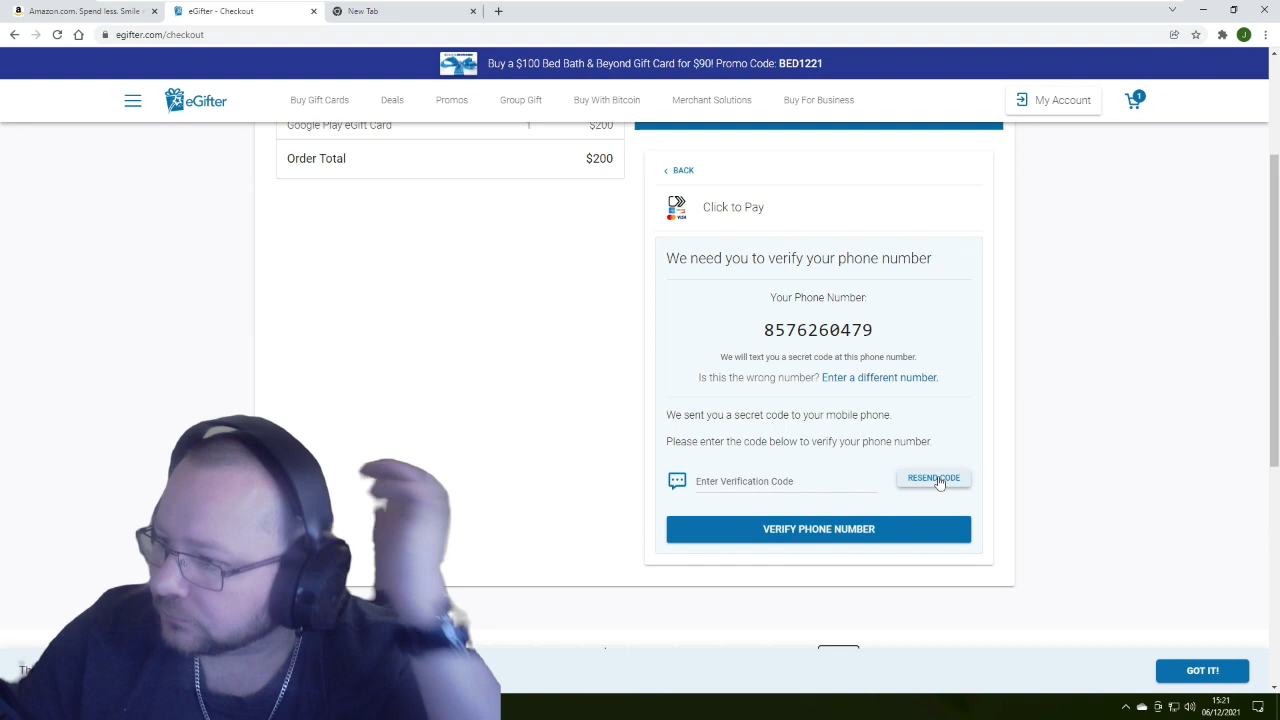 Amazon.com. Spend less. Smile
eGifter - Checkout
New Tab
egifter.com/checkout
J
Buy a $100 Bed Bath & Beyond Gift Card for $90! Promo Code: BED1221
eGifter
Buy Gift Cards
Deals
Promos
Group Gift
Buy With Bitcoin
Merchant Solutions
Buy For Business
My Account
1
Google Play eGift Card 1 $200
Order Total $200
BACK
Click to Pay
VISA
We need you to verify your phone number
Your Phone Number:
8576260479
We will text you a secret code at this phone number.
Is this the wrong number? Enter a different number.
We sent you a secret code to your mobile phone.
Please enter the code below to verify your phone number.
Enter Verification Code
RESEND CODE
VERIFY PHONE NUMBER
GOT IT!
15:21
06/12/2021